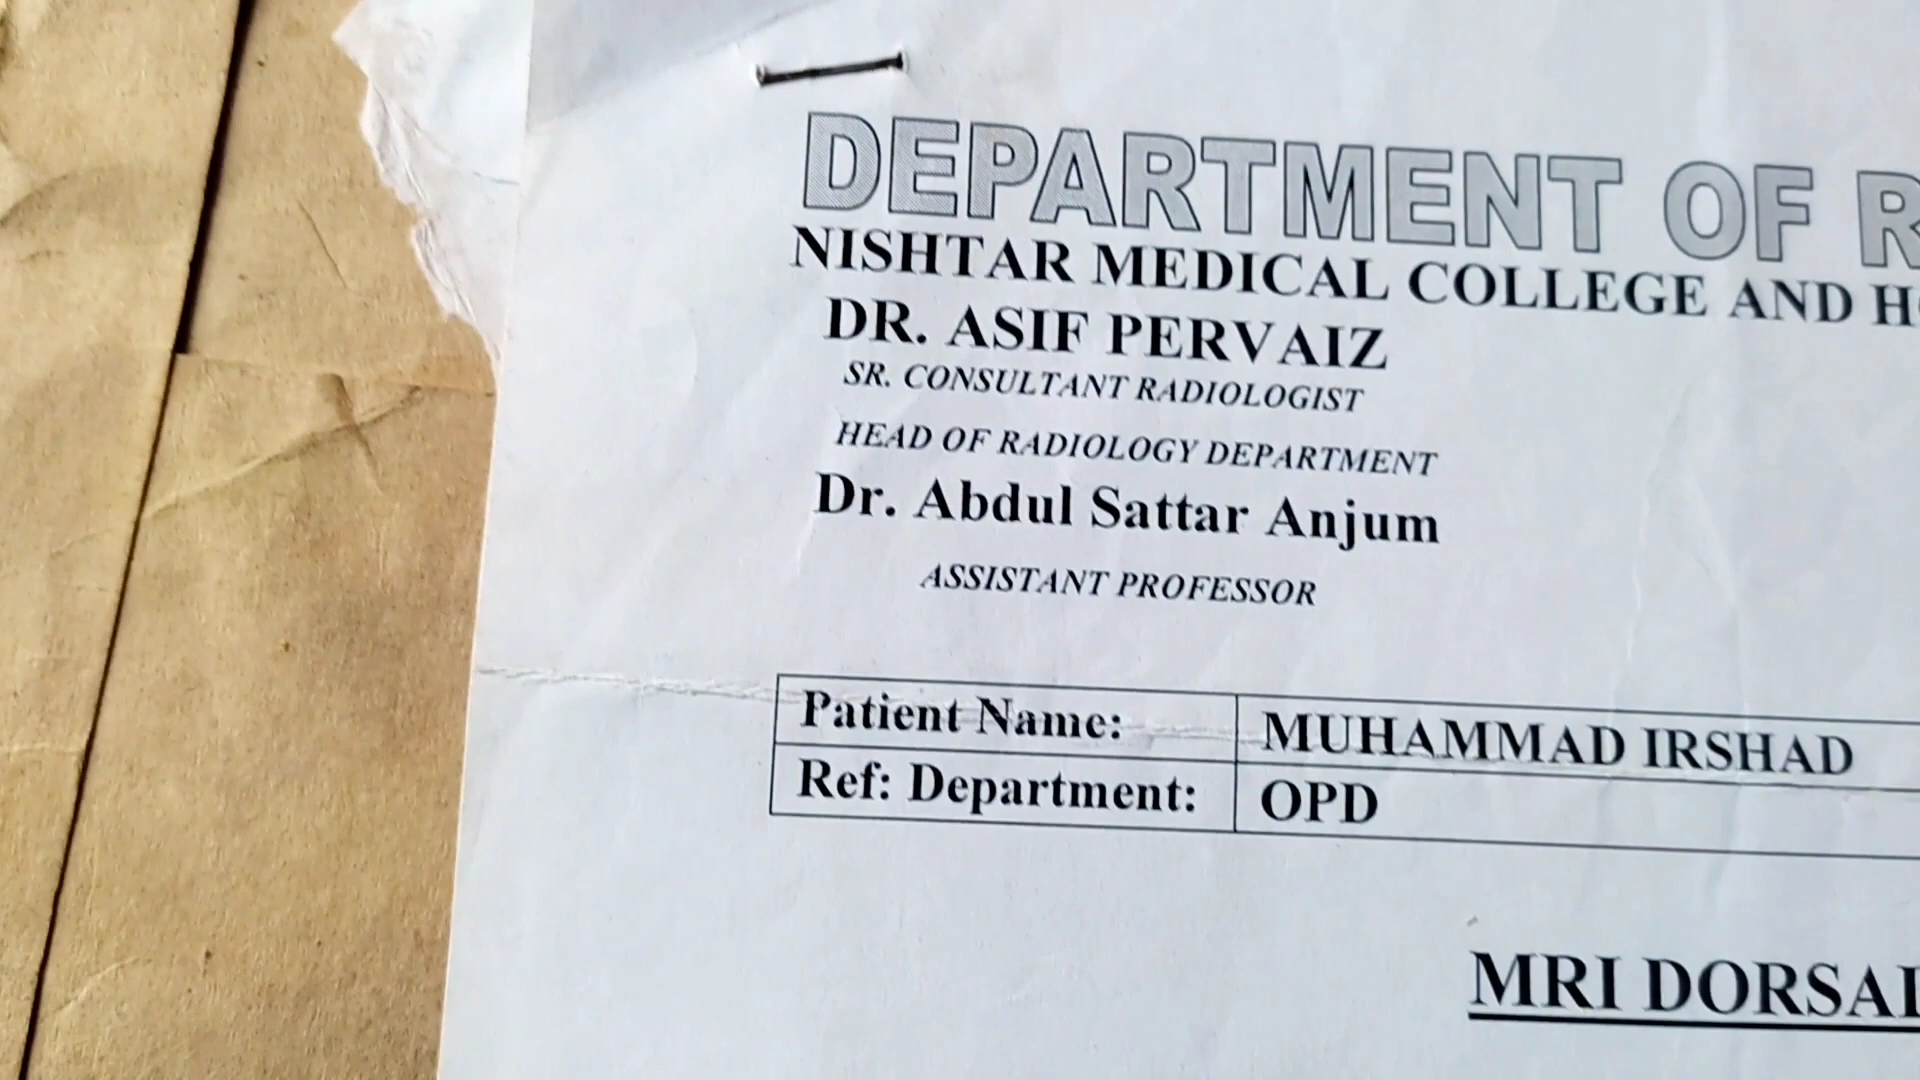 DEPARTMENT OF R
NISHTAR MEDICAL COLLEGE AND H
DR. ASIF PERVAIZ
SR. CONSULTANT RADIOLOGIST
HEAD OF RADIOLOGY DEPARTMENT
Dr. Abdul Sattar Anjum
ASSISTANT PROFESSOR
Patient Name: MUHAMMAD IRSHAD
Ref: Department: OPD
MRI DORSAL